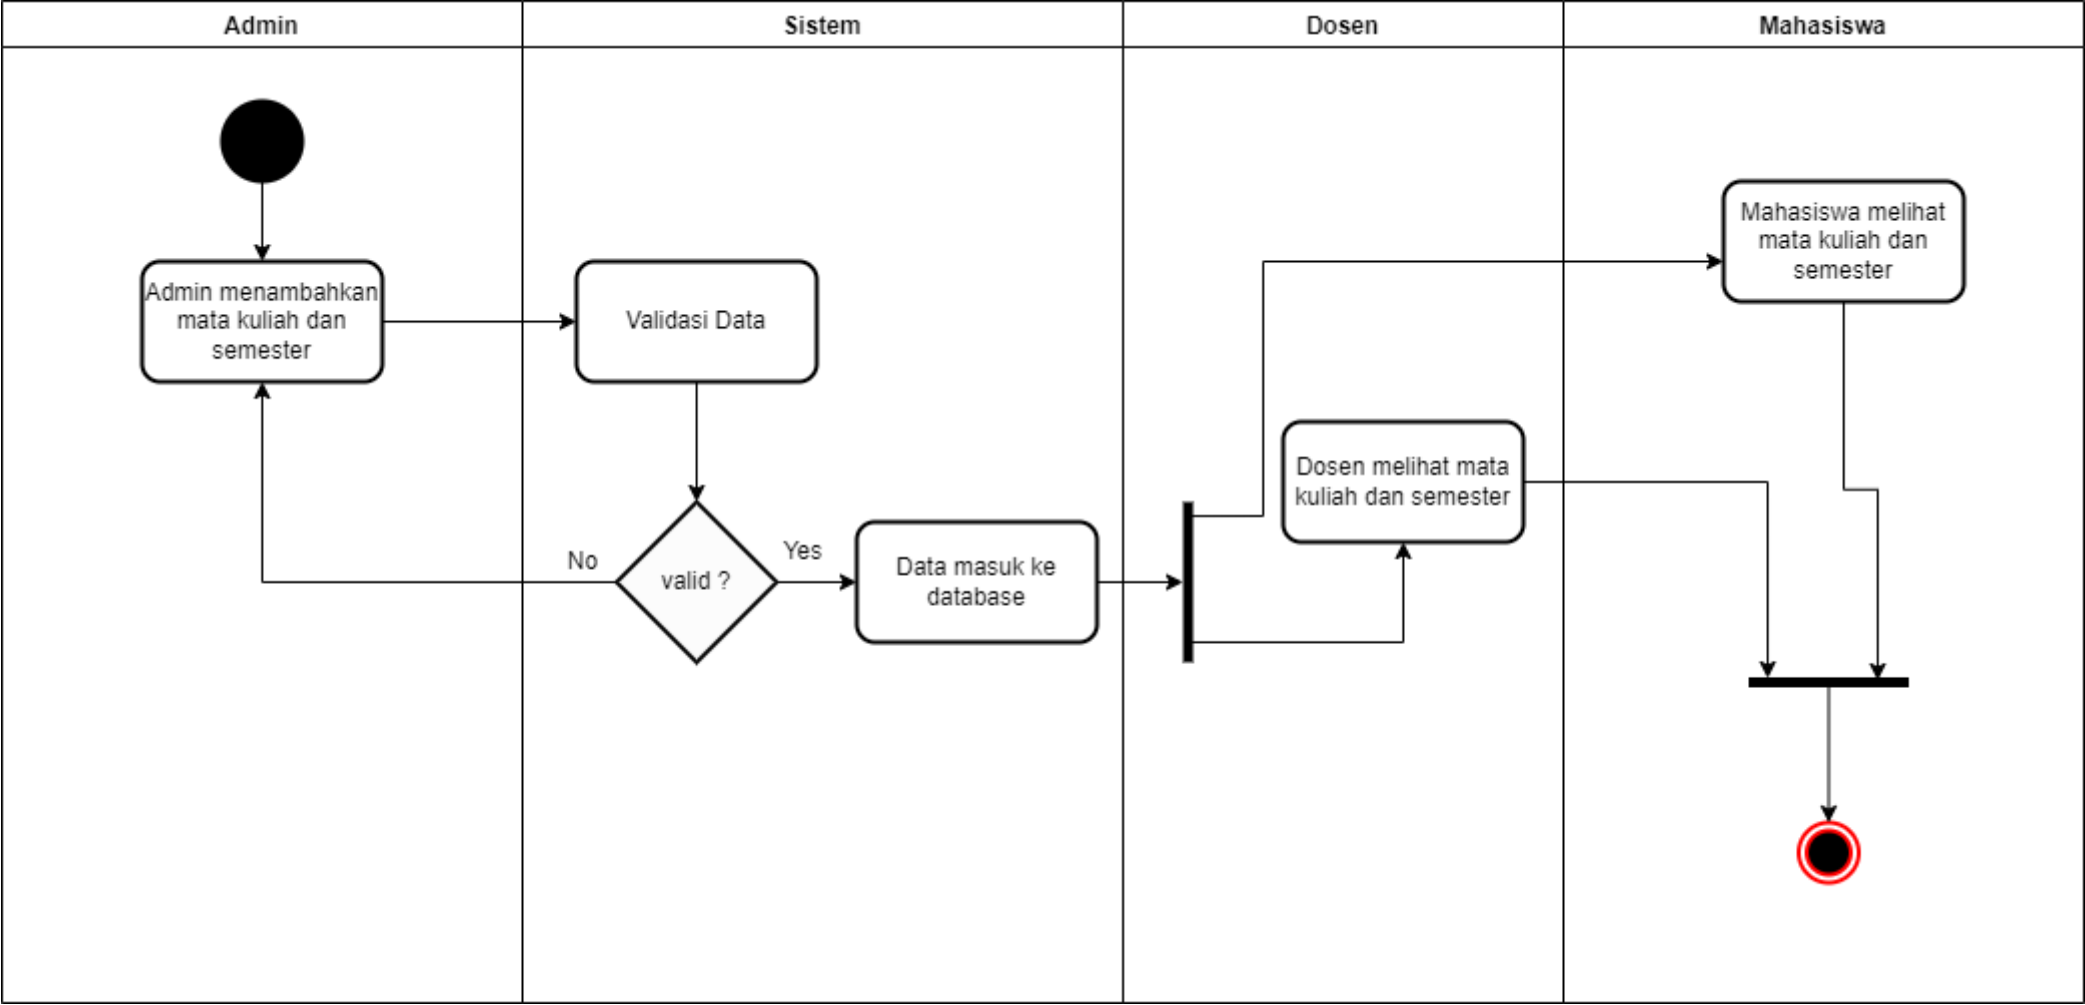 Admin
Sistem
Dosen
Mahasiswa
Admin menambahkan
mata kuliah dan
semester
Validasi Data
valid ?
No
Yes
Data masuk ke
database
Dosen melihat mata
kuliah dan semester
Mahasiswa melihat
mata kuliah dan
semester